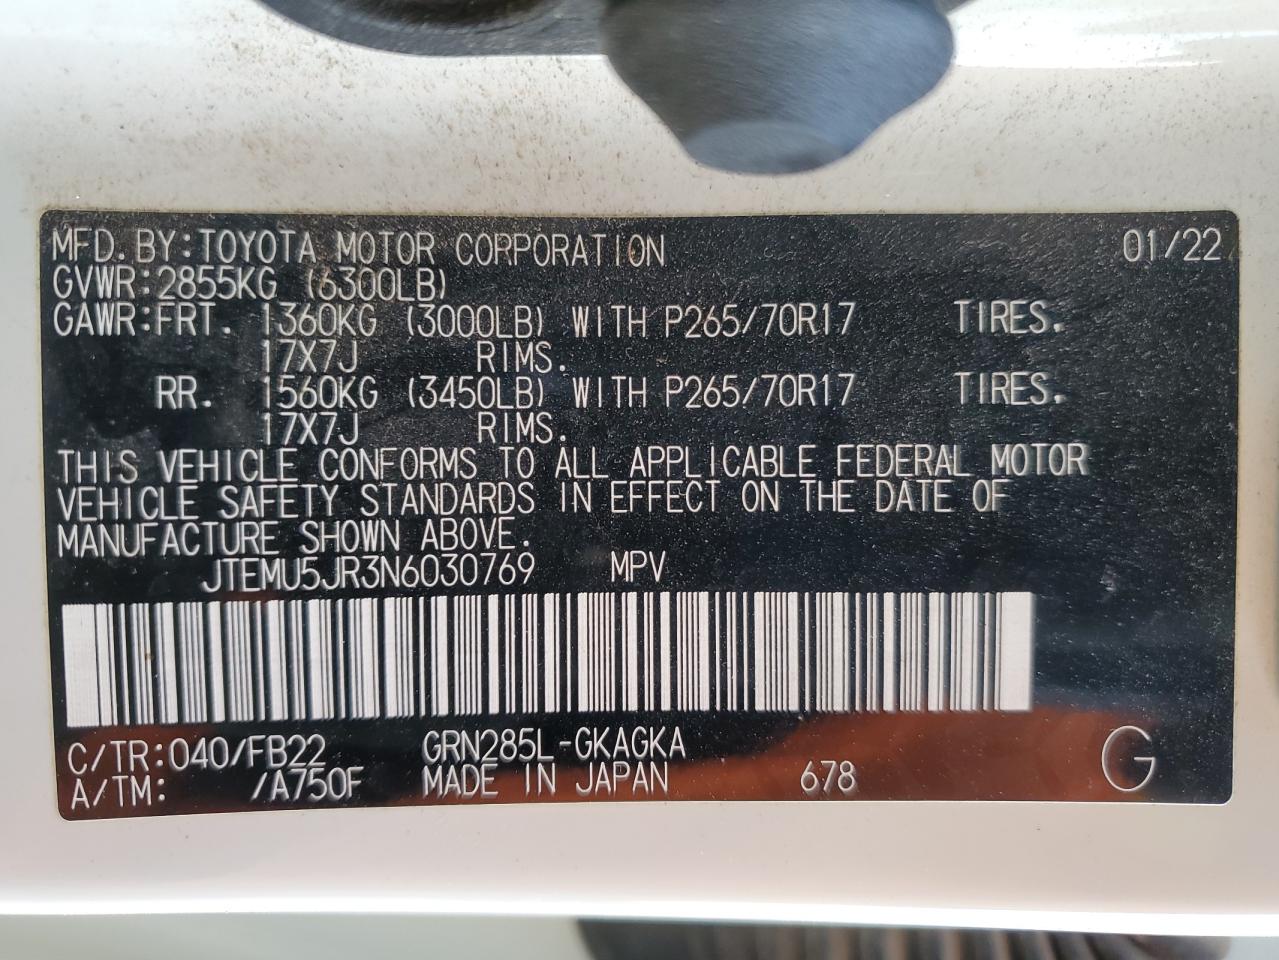 MFD. BY:TOYOTA MOTOR CORPORATION 01/22
GVWR:2855KG (6300LB)
GAWR:FRT. 1360KG (3000LB) WITH P265/70R17 TIRES.
17X7J RIMS.
RR. 1560KG (3450LB) WITH P265/70R17 TIRES.
17X7J RIMS.
THIS VEHICLE CONFORMS TO ALL APPLICABLE FEDERAL MOTOR
VEHICLE SAFETY STANDARDS IN EFFECT ON THE DATE OF
MANUFACTURE SHOWN ABOVE.
JTEMU5JR3N6030769 MPV
C/TR:040/FB22 GRN285L-GKAGKA
A/TM: /A750F MADE IN JAPAN 678 G